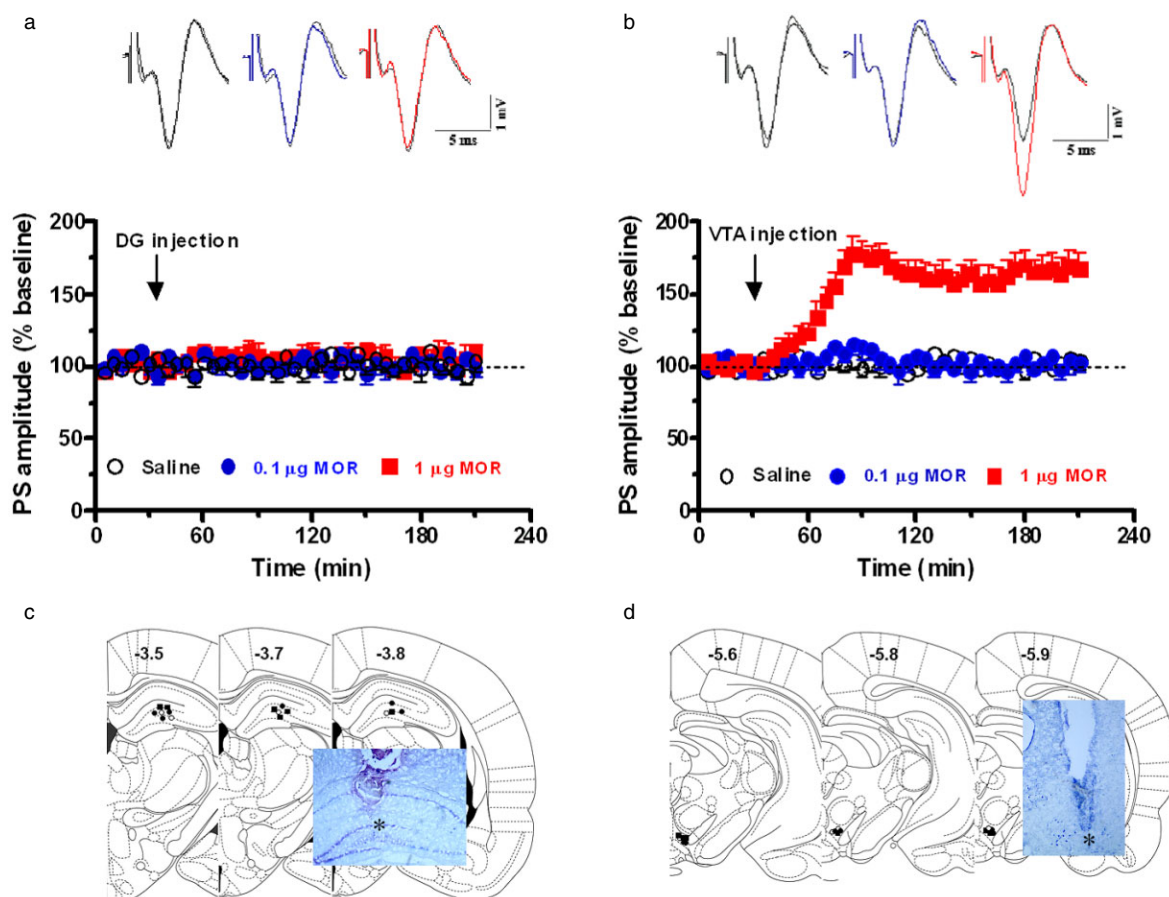 a
1 mV
5 ms
200
150
100
50
0
PS amplitude (% baseline)
DG injection
Saline
0.1 µg MOR
1 µg MOR
0 60 120 180 240
Time (min)
b
1 mV
5 ms
200
150
100
50
0
PS amplitude (% baseline)
VTA injection
Saline
0.1 µg MOR
1 µg MOR
0 60 120 180 240
Time (min)
c
-3.5
-3.7
-3.8
*
d
-5.6
-5.8
-5.9
*